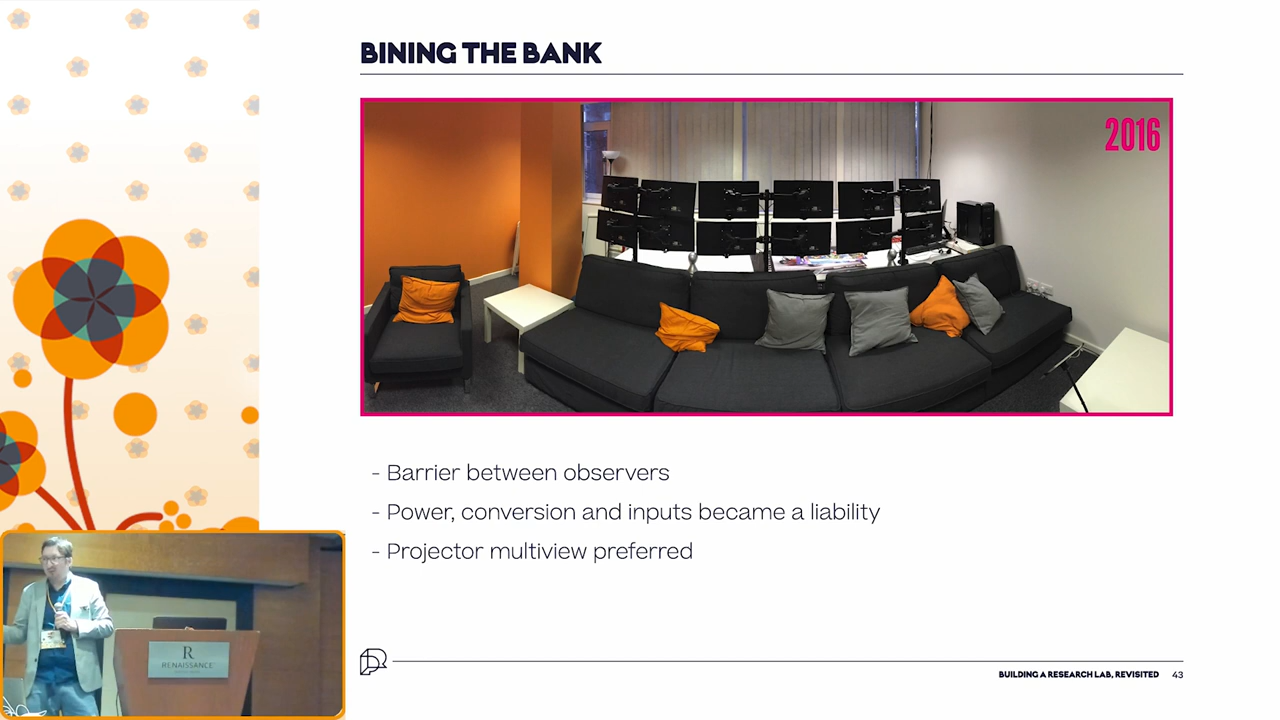 BINING THE BANK
2016
- Barrier between observers
- Power, conversion and inputs became a liability
- Projector multiview preferred
R
RENAISSANCE
BUILDING A RESEARCH LAB, REVISITED 43